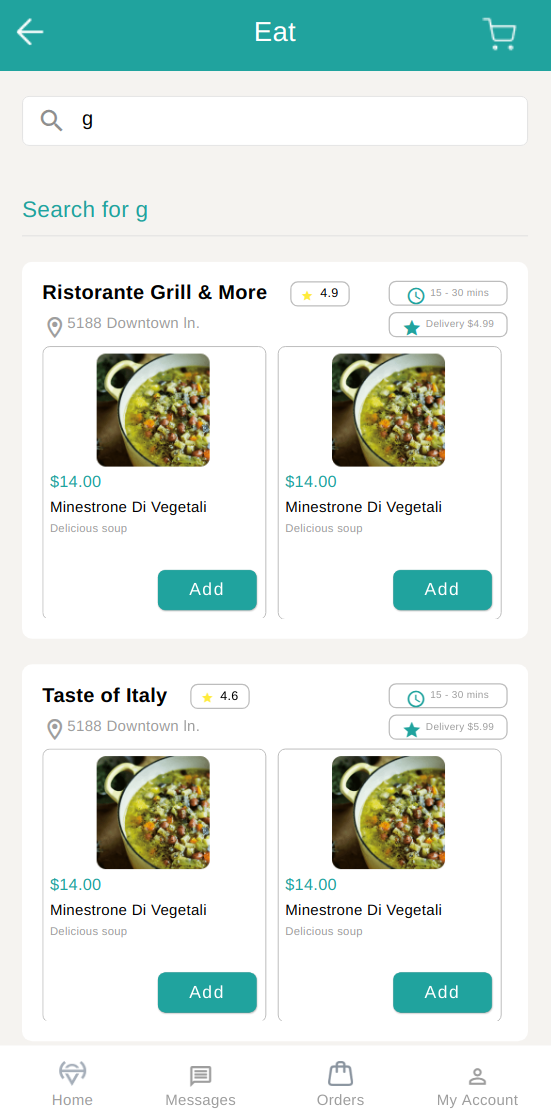 Eat
g
Search for g
Ristorante Grill & More 4.9 15 - 30 mins
5188 Downtown ln. Delivery $4.99
$14.00 $14.00
Minestrone Di Vegetali Minestrone Di Vegetali
Delicious soup Delicious soup
Add Add
Taste of Italy 4.6 15 - 30 mins
5188 Downtown ln. Delivery $5.99
$14.00 $14.00
Minestrone Di Vegetali Minestrone Di Vegetali
Delicious soup Delicious soup
Add Add
Home Messages Orders My Account